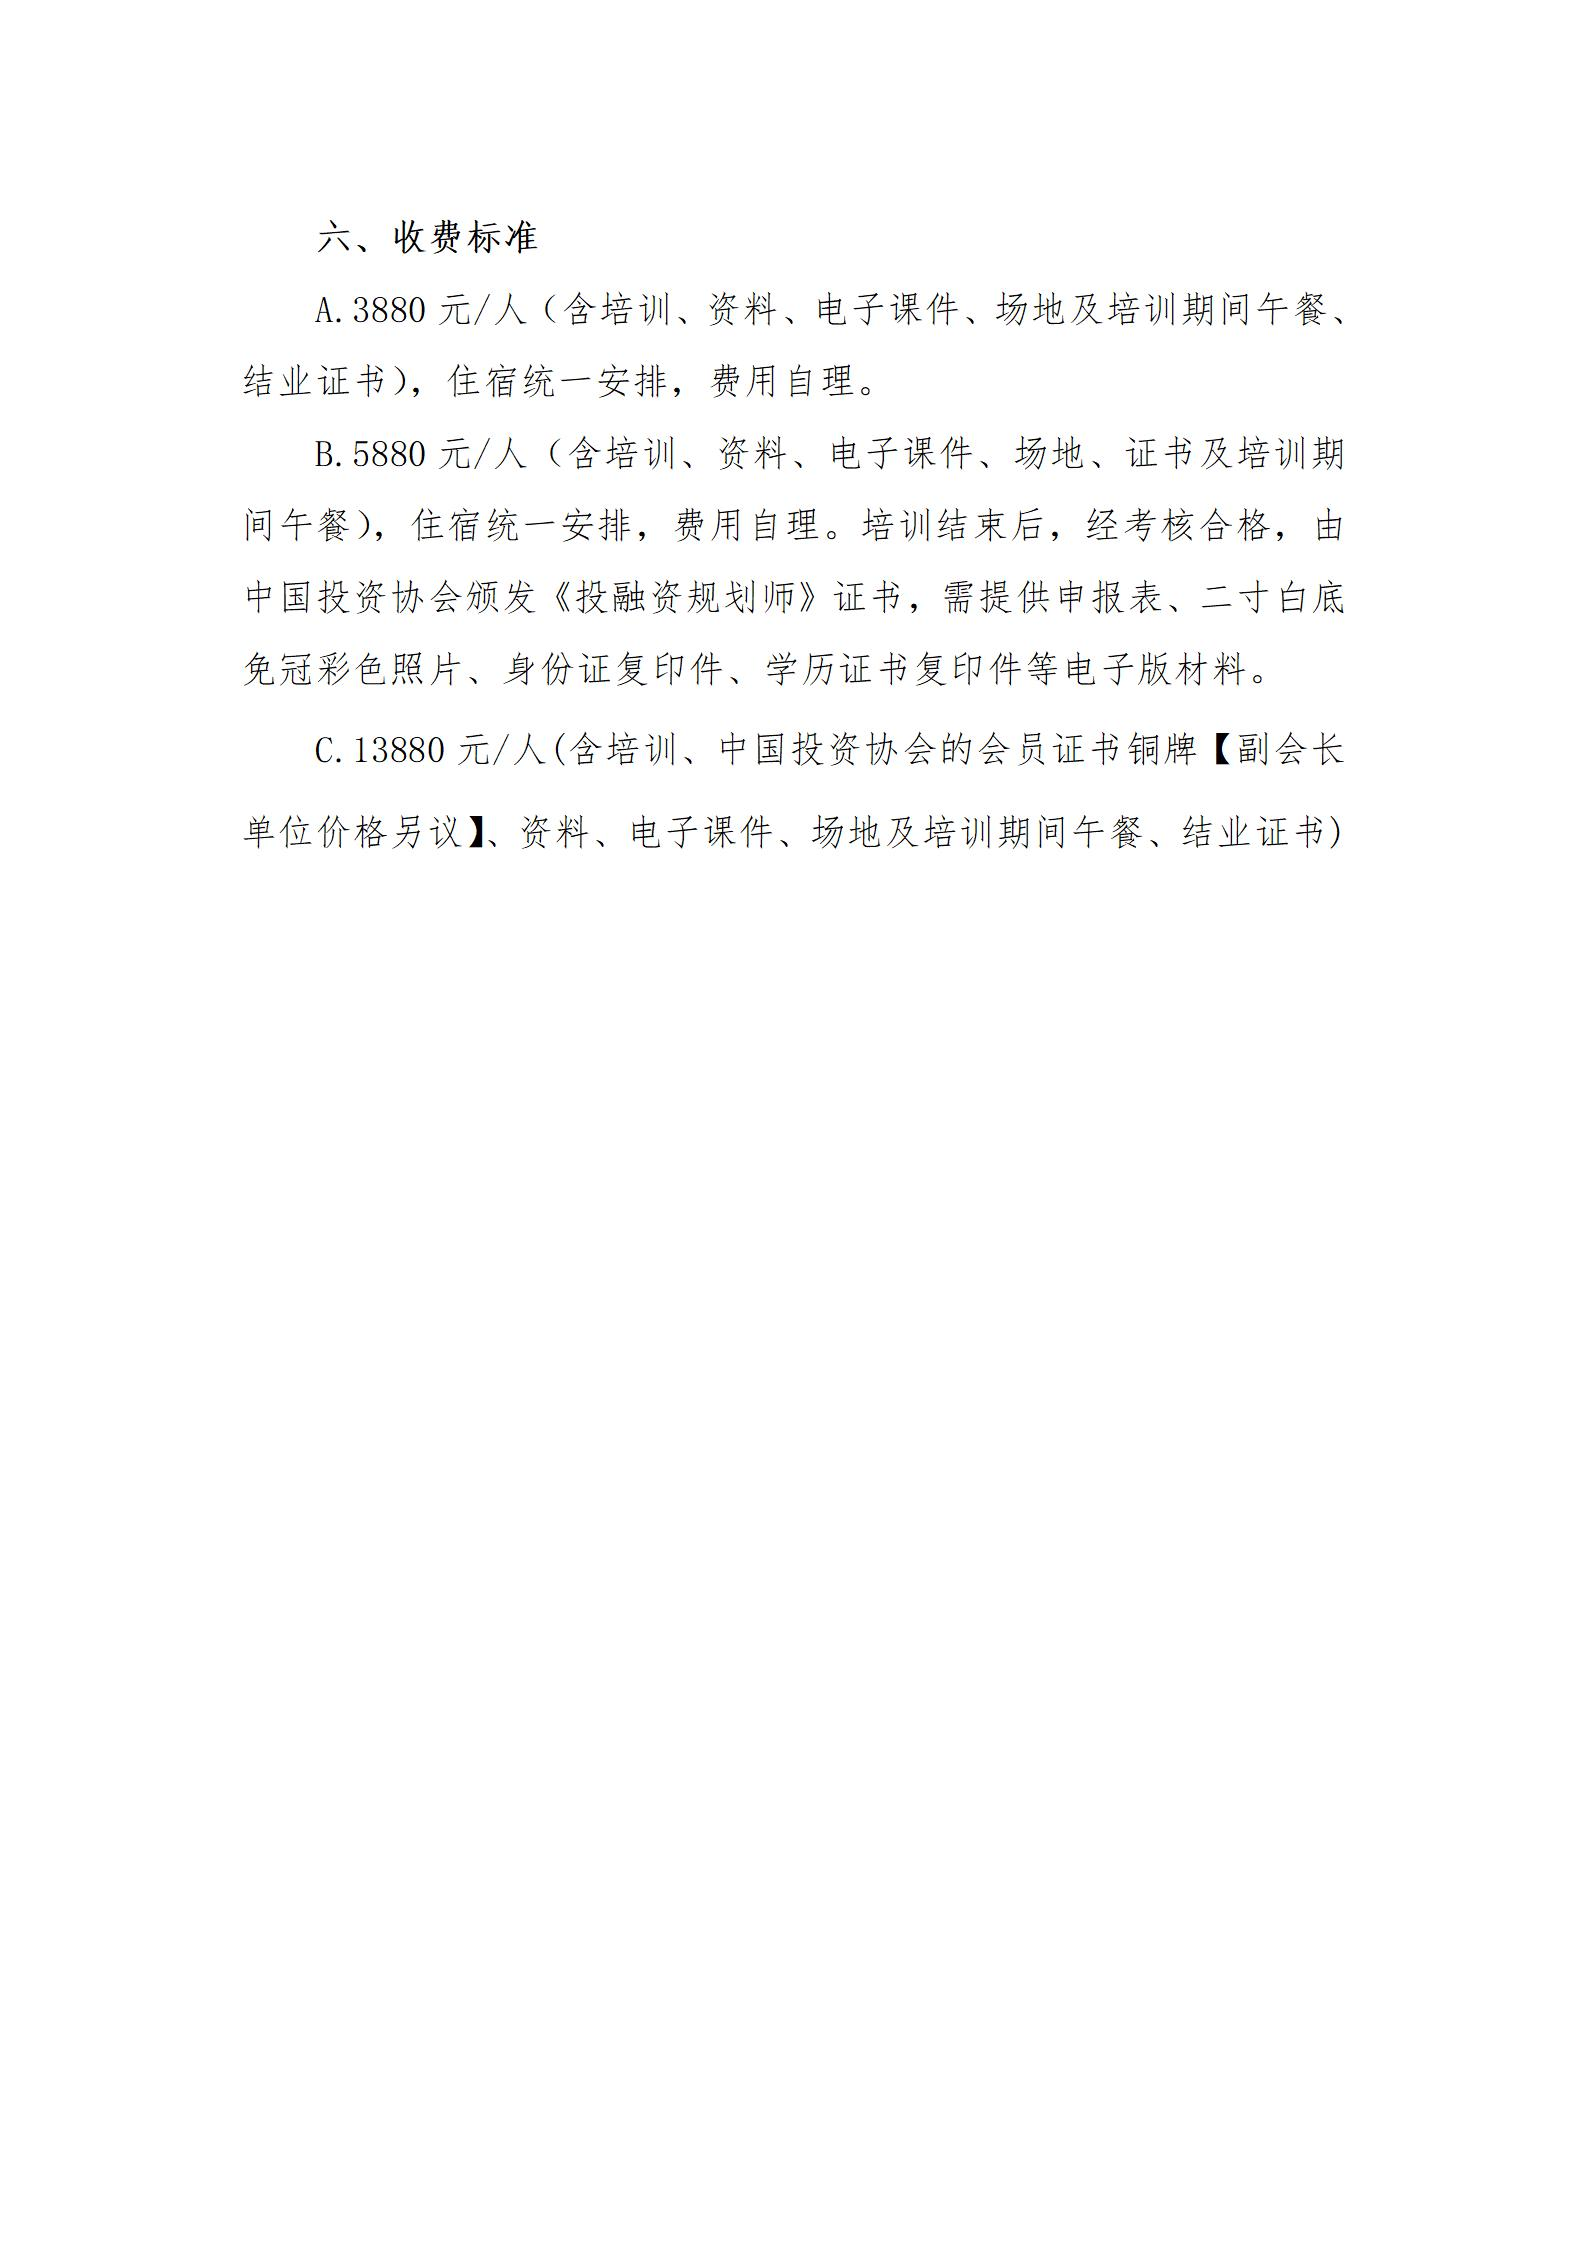 六、收费标准
A.3880 元/人（含培训、资料、电子课件、场地及培训期间午餐、
结业证书），住宿统一安排，费用自理。
B.5880 元/人（含培训、资料、电子课件、场地、证书及培训期
间午餐），住宿统一安排，费用自理。培训结束后，经考核合格，由
中国投资协会颁发《投融资规划师》证书，需提供申报表、二寸白底
免冠彩色照片、身份证复印件、学历证书复印件等电子版材料。
C.13880 元/人(含培训、中国投资协会的会员证书铜牌【副会长
单位价格另议】、资料、电子课件、场地及培训期间午餐、结业证书)